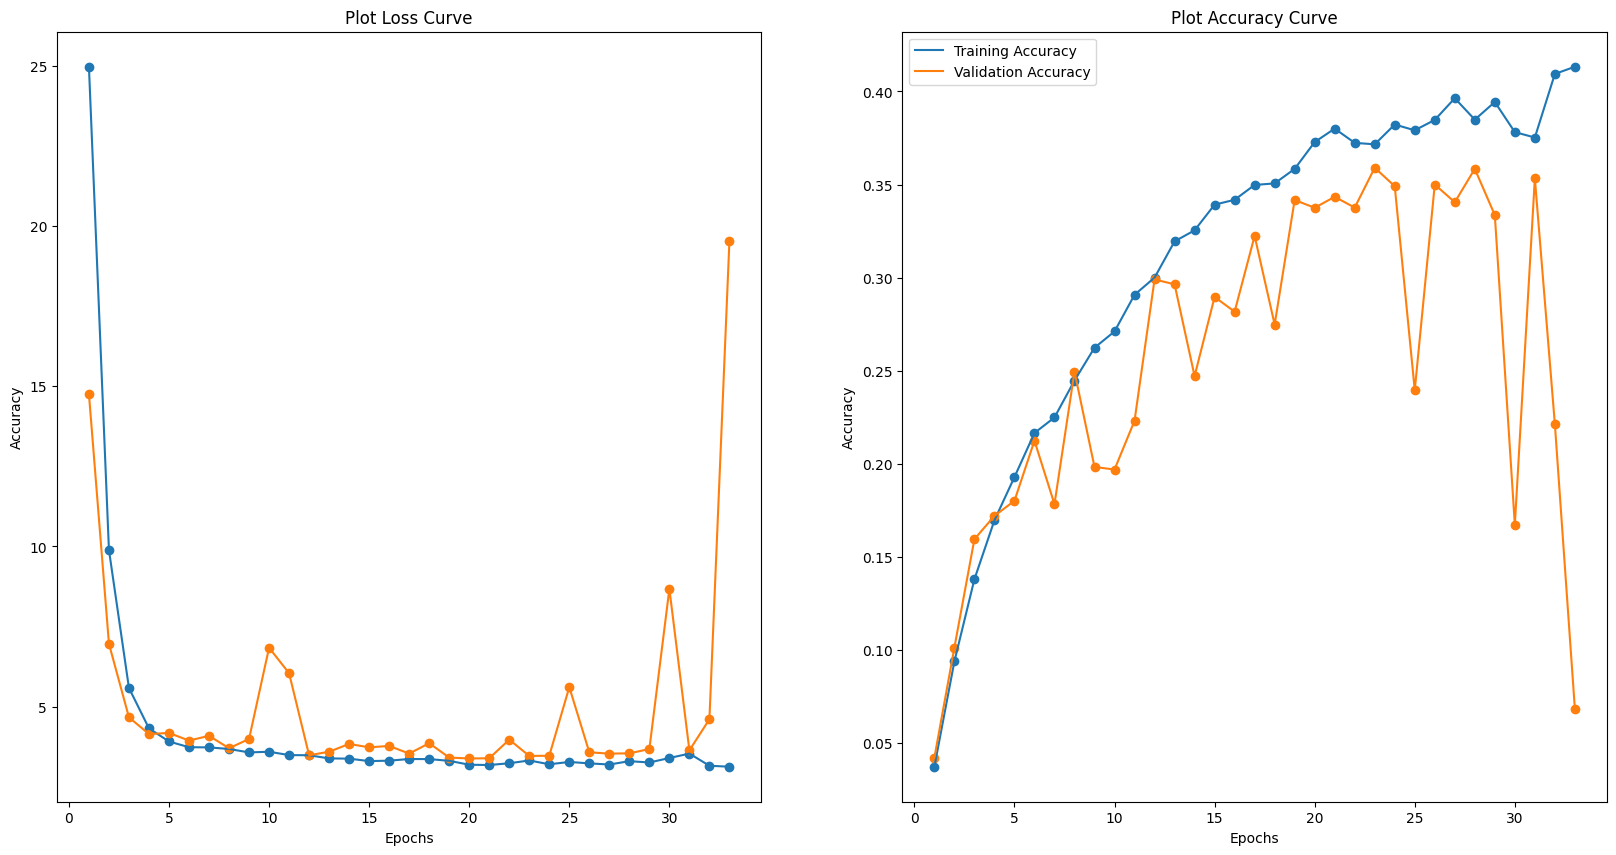 Plot Loss Curve
25
20
15
10
5
Accuracy
0 5 10 15 20 25 30
Epochs
Plot Accuracy Curve
Training Accuracy
Validation Accuracy
0.40
0.35
0.30
0.25
0.20
0.15
0.10
0.05
Accuracy
0 5 10 15 20 25 30
Epochs